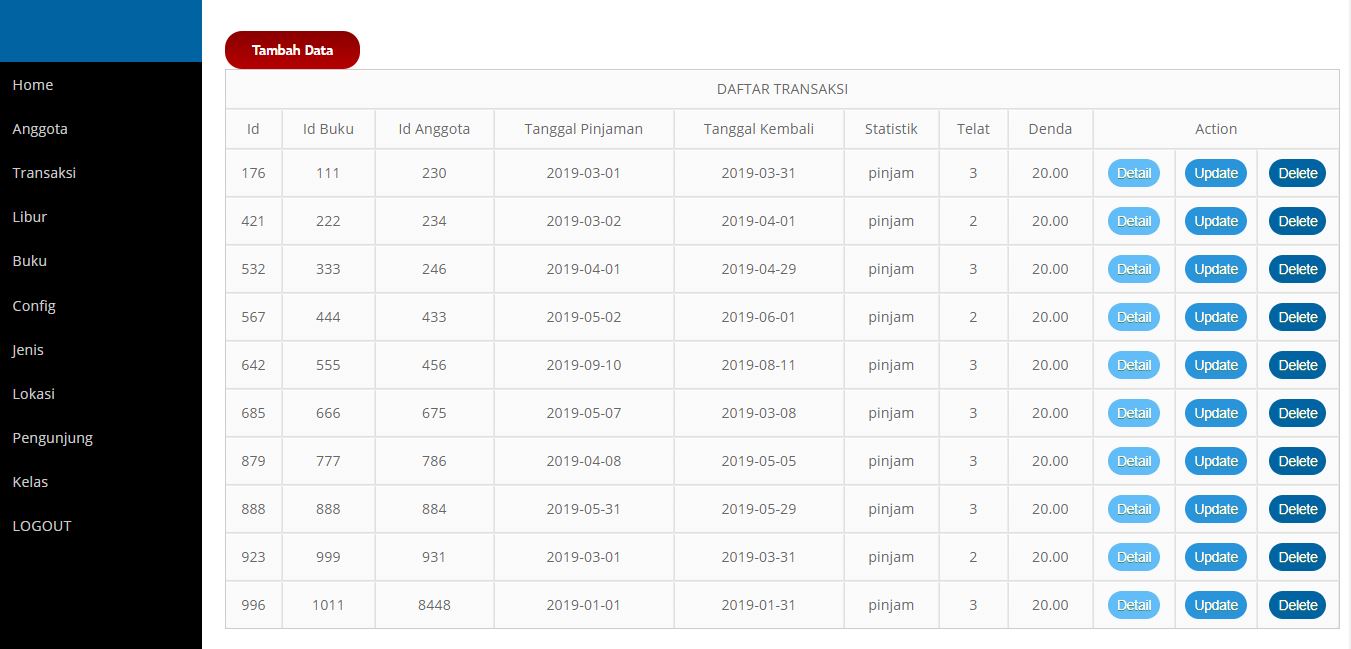 Tambah Data
Home
Anggota
Transaksi
Libur
Buku
Config
Jenis
Lokasi
Pengunjung
Kelas
LOGOUT
DAFTAR TRANSAKSI
Id Id Buku Id Anggota Tanggal Pinjaman Tanggal Kembali Statistik Telat Denda Action
176 111 230 2019-03-01 2019-03-31 pinjam 3 20.00 Detail Update Delete
421 222 234 2019-03-02 2019-04-01 pinjam 2 20.00 Detail Update Delete
532 333 246 2019-04-01 2019-04-29 pinjam 3 20.00 Detail Update Delete
567 444 433 2019-05-02 2019-06-01 pinjam 2 20.00 Detail Update Delete
642 555 456 2019-09-10 2019-08-11 pinjam 3 20.00 Detail Update Delete
685 666 675 2019-05-07 2019-03-08 pinjam 3 20.00 Detail Update Delete
879 777 786 2019-04-08 2019-05-05 pinjam 3 20.00 Detail Update Delete
888 888 884 2019-05-31 2019-05-29 pinjam 3 20.00 Detail Update Delete
923 999 931 2019-03-01 2019-03-31 pinjam 2 20.00 Detail Update Delete
996 1011 8448 2019-01-01 2019-01-31 pinjam 3 20.00 Detail Update Delete